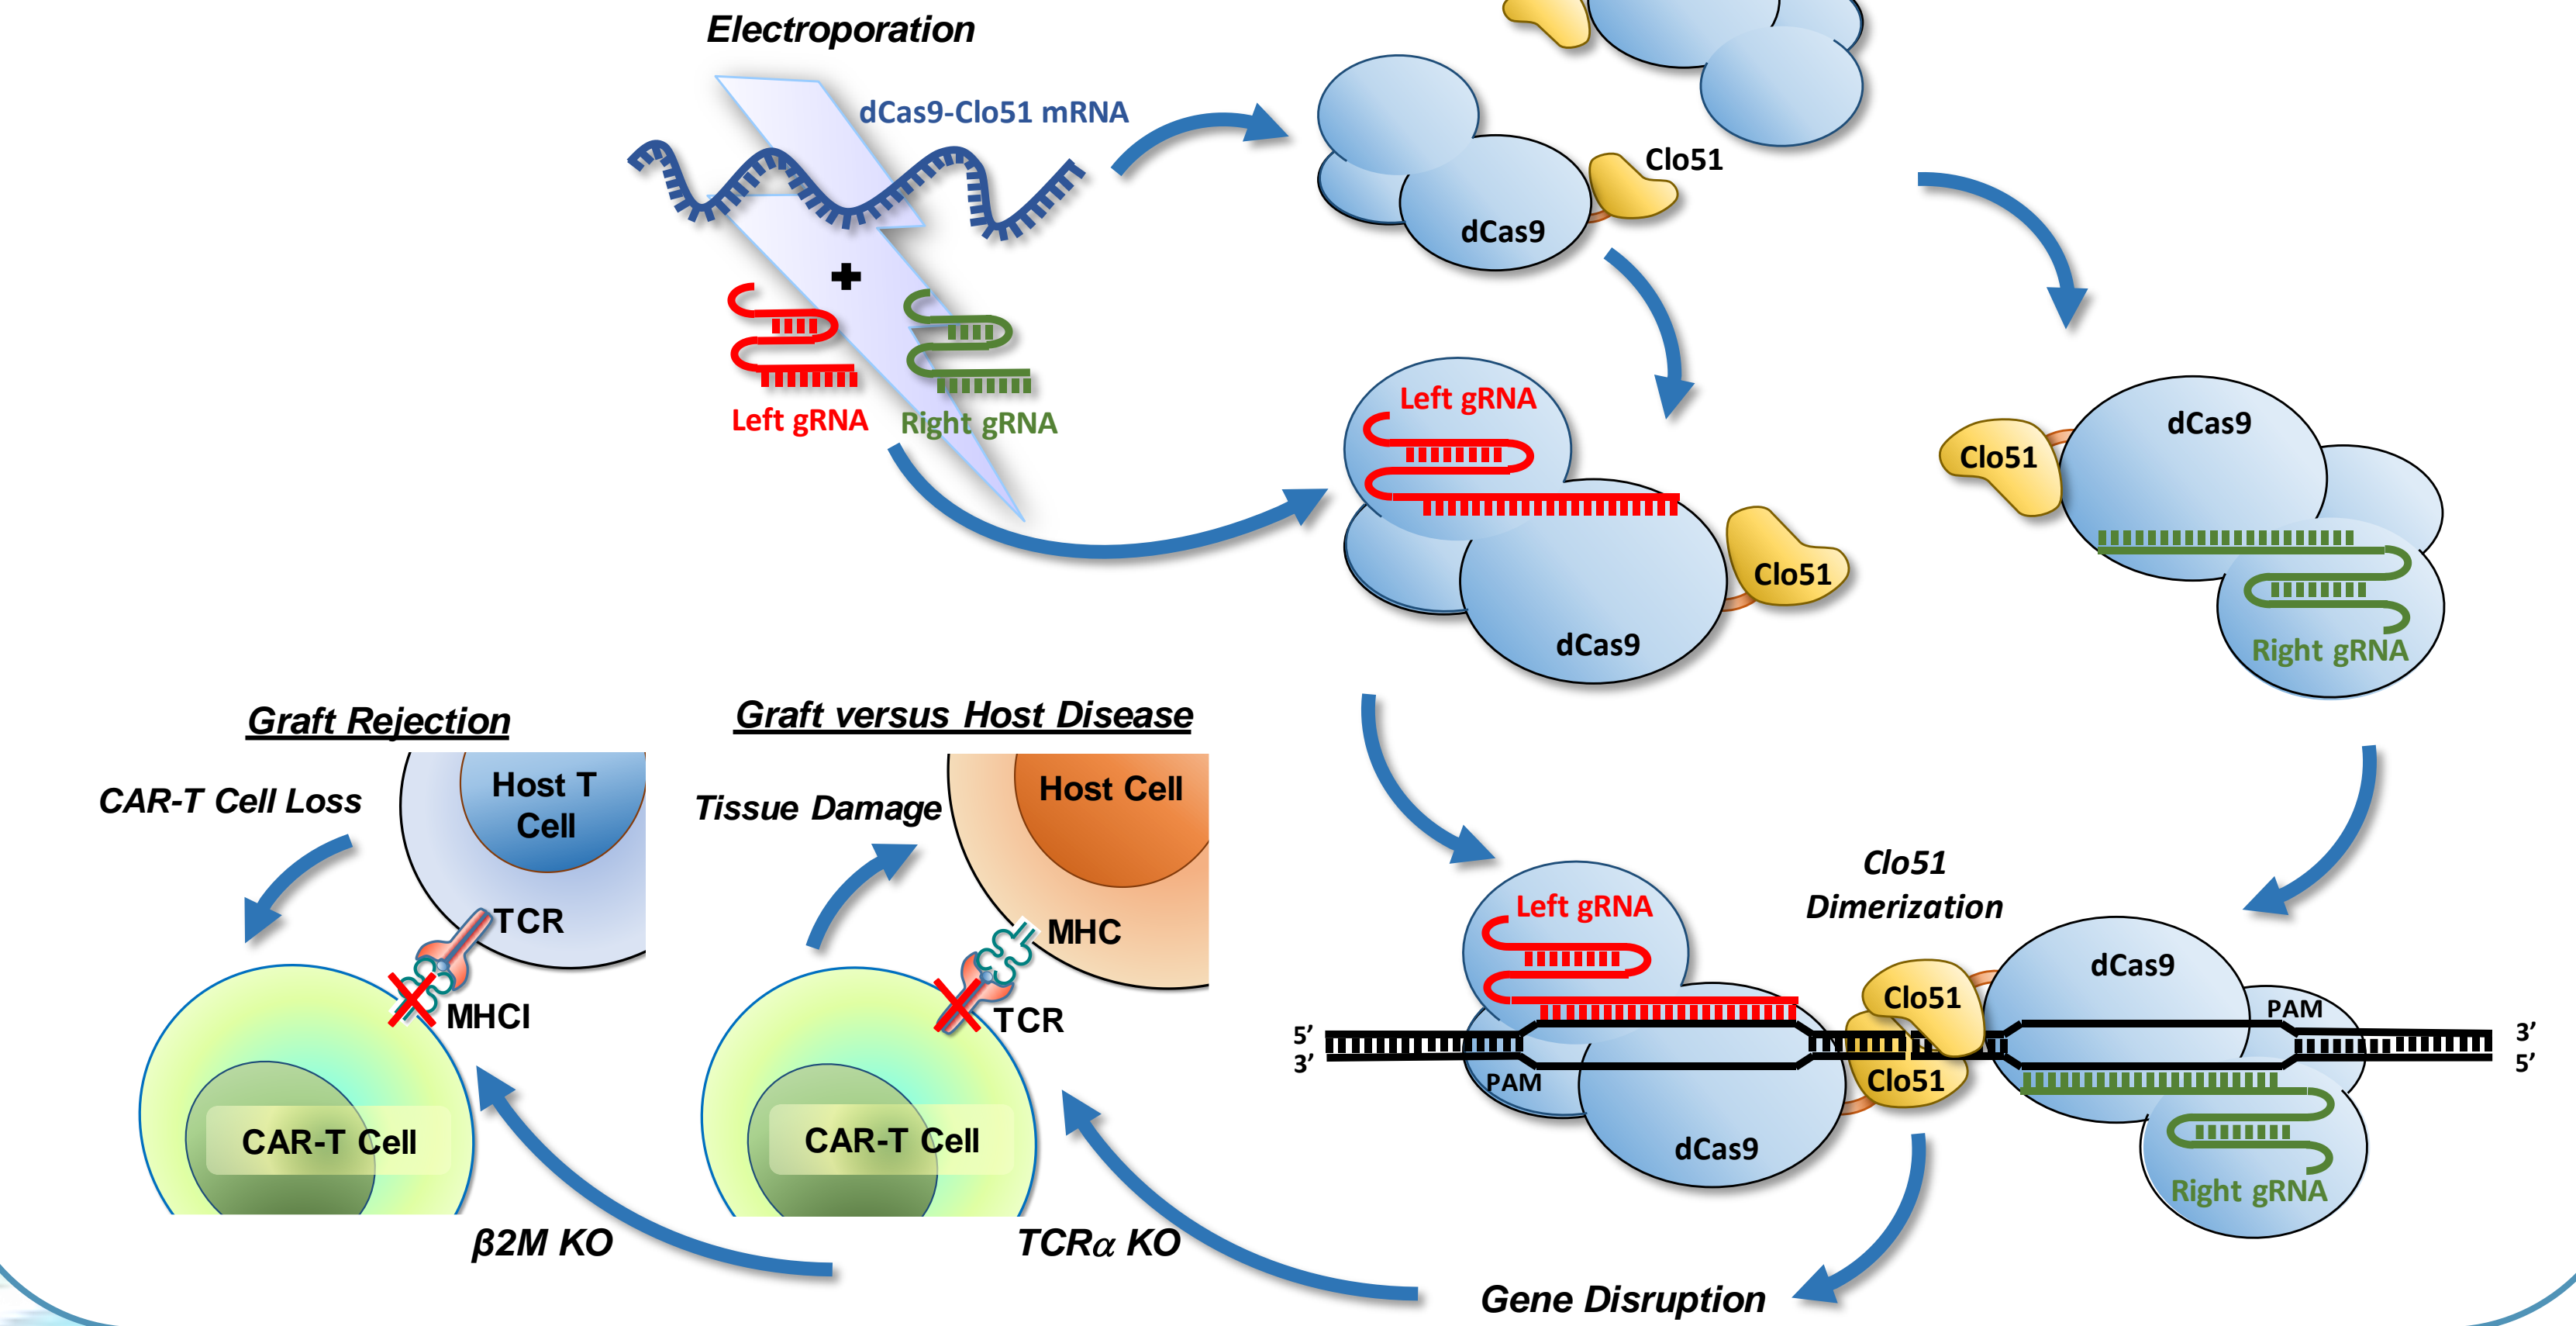 Electroporation
dCas9-Clo51 mRNA
Clo51
dCas9
+
Left gRNA
Right gRNA
Left gRNA
Clo51
dCas9
dCas9
Clo51
Right gRNA
Graft Rejection
CAR-T Cell Loss
Host T
Cell
TCR
MHCI
CAR-T Cell
β2M KO
Graft versus Host Disease
Tissue Damage
Host Cell
MHC
TCR
CAR-T Cell
TCRα KO
Clo51
Dimerization
Left gRNA
dCas9
Clo51
PAM
5’
3’
3’
5’
PAM
Clo51
dCas9
Right gRNA
Gene Disruption